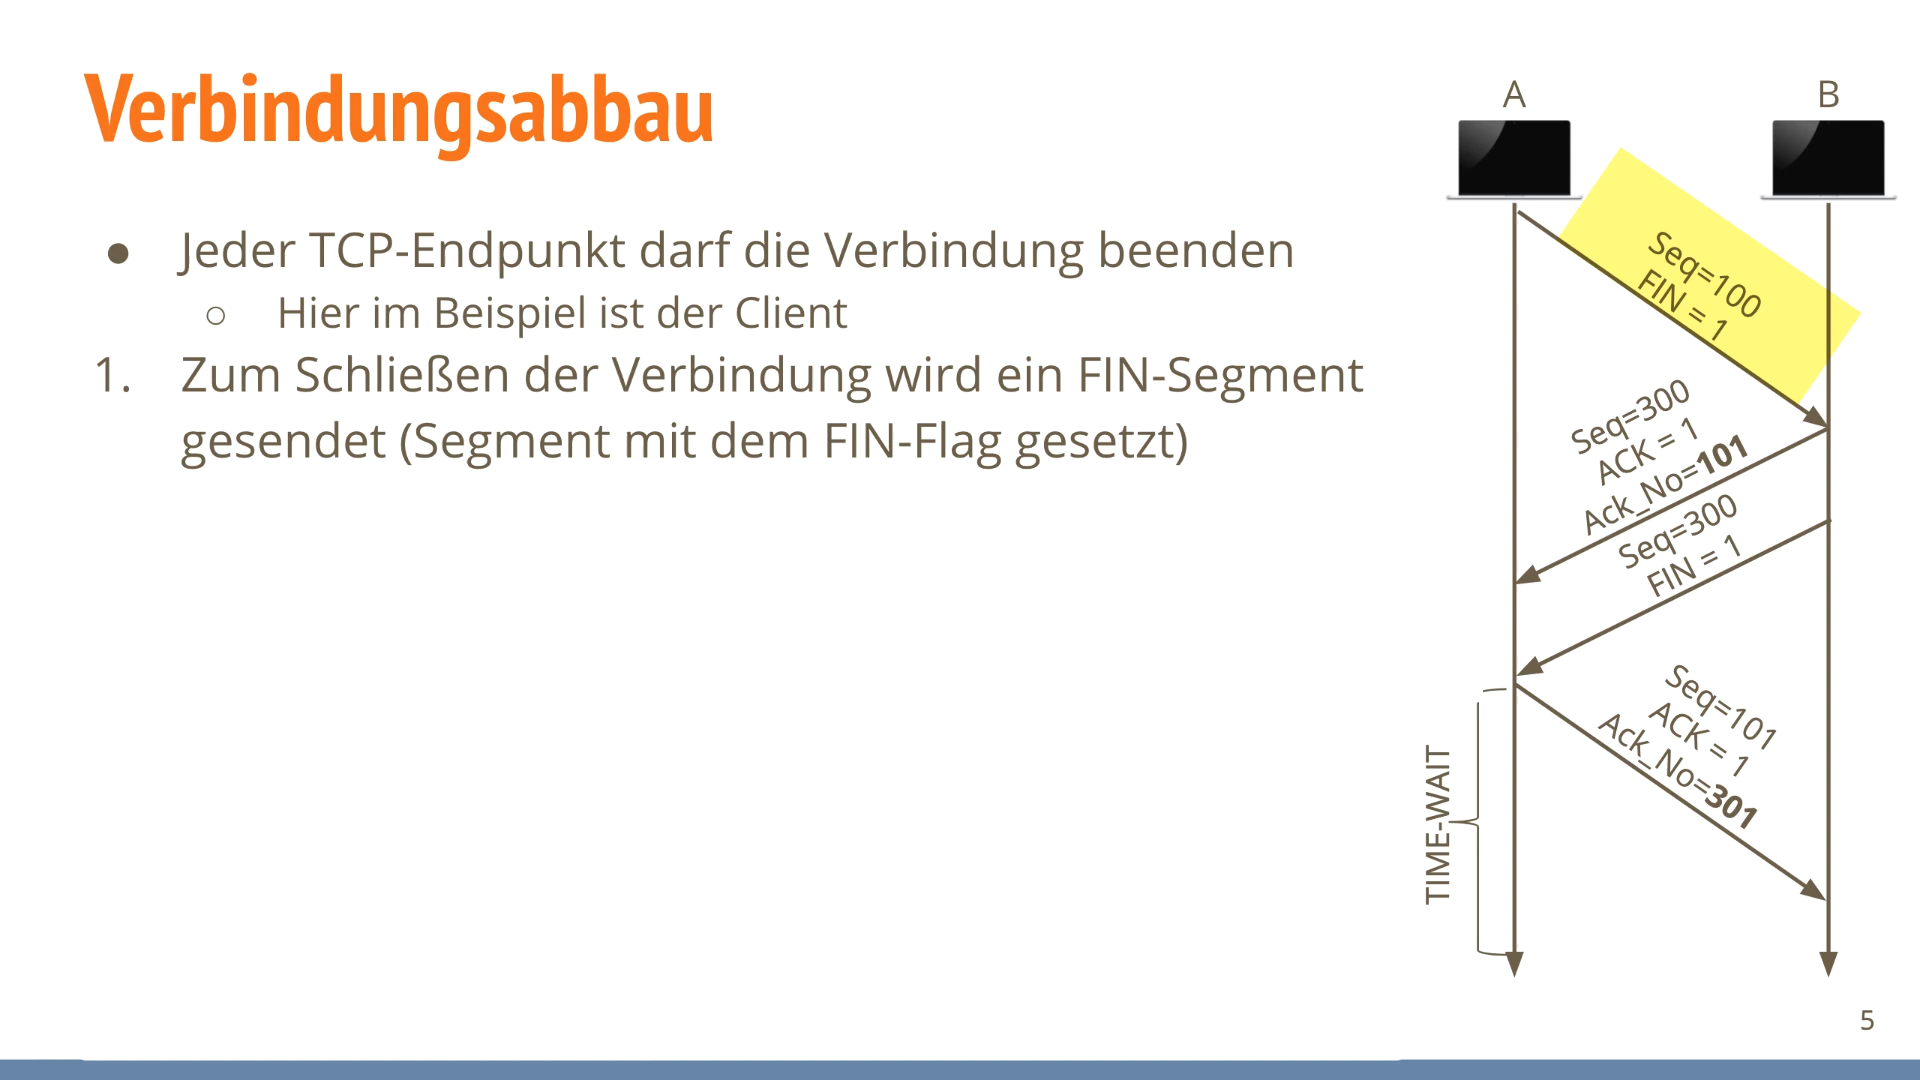 Verbindungsabbau
● Jeder TCP-Endpunkt darf die Verbindung beenden
○ Hier im Beispiel ist der Client
1. Zum Schließen der Verbindung wird ein FIN-Segment
gesendet (Segment mit dem FIN-Flag gesetzt)
A
B
Seq=100
FIN = 1
Seq=300
ACK = 1
Ack_No=101
Seq=300
FIN = 1
Seq=101
ACK = 1
Ack_No=301
TIME-WAIT
5